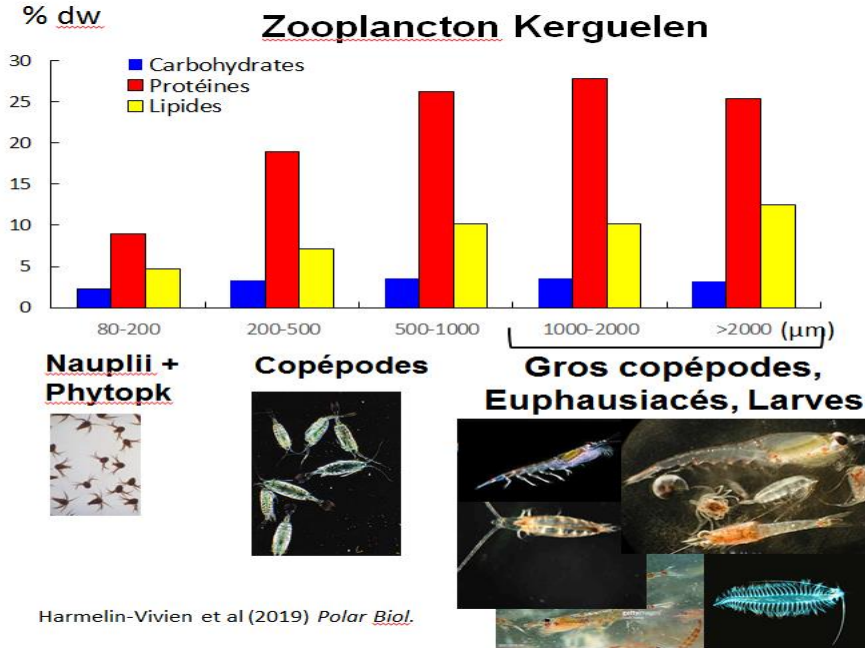 % dw
Zooplancton Kerguelen
30
25
20
15
10
5
0
Carbohydrates
Protéines
Lipides
80-200 200-500 500-1000 1000-2000 >2000 (µm)
Nauplii +
Phytopk
Copépodes
Gros copépodes,
Euphausiacés, Larves
Harmelin-Vivien et al (2019) Polar Biol.